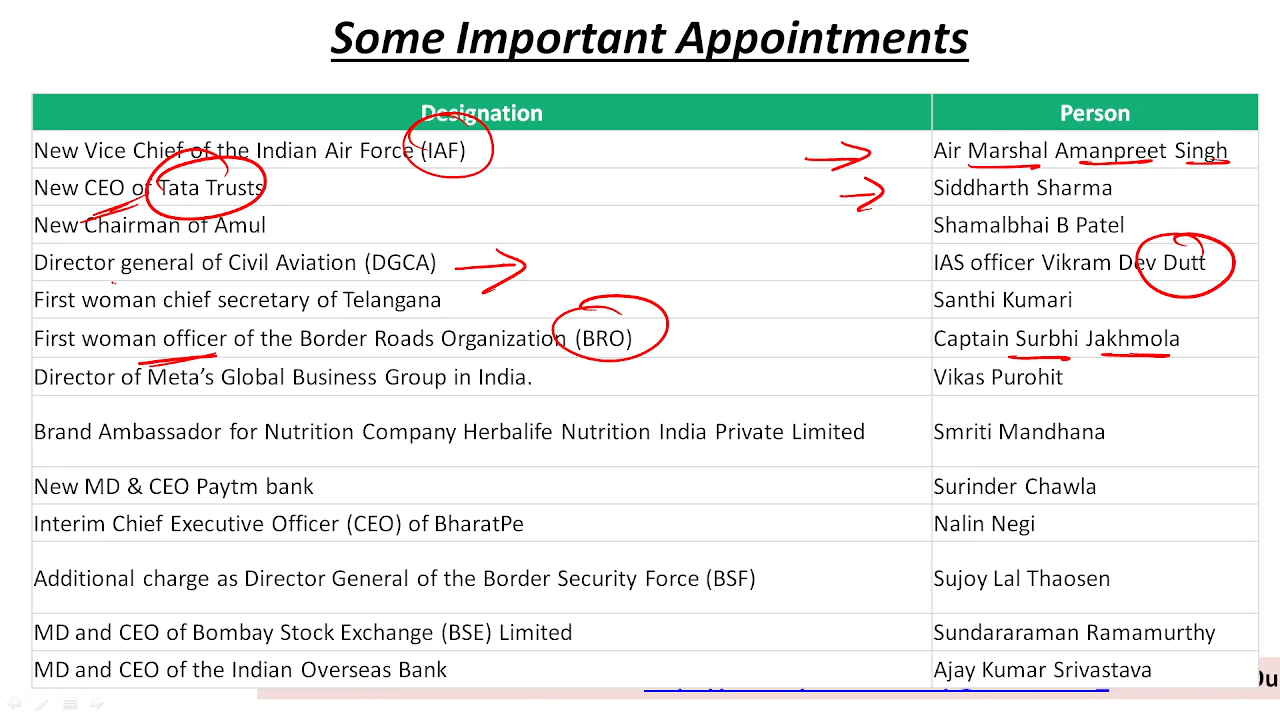 Some Important Appointments
Designation Person
New Vice Chief of the Indian Air Force (IAF) Air Marshal Amanpreet Singh
New CEO of Tata Trusts Siddharth Sharma
New Chairman of Amul Shamalbhai B Patel
Director general of Civil Aviation (DGCA) IAS officer Vikram Dev Dutt
First woman chief secretary of Telangana Santhi Kumari
First woman officer of the Border Roads Organization (BRO) Captain Surbhi Jakhmola
Director of Meta’s Global Business Group in India. Vikas Purohit
Brand Ambassador for Nutrition Company Herbalife Nutrition India Private Limited Smriti Mandhana
New MD & CEO Paytm bank Surinder Chawla
Interim Chief Executive Officer (CEO) of BharatPe Nalin Negi
Additional charge as Director General of the Border Security Force (BSF) Sujoy Lal Thaosen
MD and CEO of Bombay Stock Exchange (BSE) Limited Sundararaman Ramamurthy
MD and CEO of the Indian Overseas Bank Ajay Kumar Srivastava